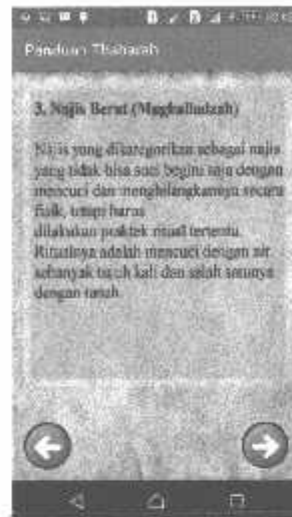 Panduan Thaharah
3. Najis Berat (Mughalladzah)
Najis yang dikategorikan sebagai najis
yang tidak bisa suci begitu saja dengan
mencuci dan menghilangkannya secara
fisik, tetapi harus
dilakukan praktek ritual tertentu.
Ritualnya adalah mencuci dengan air
sebanyak tujuh kali dan salah satunya
dengan tanah.